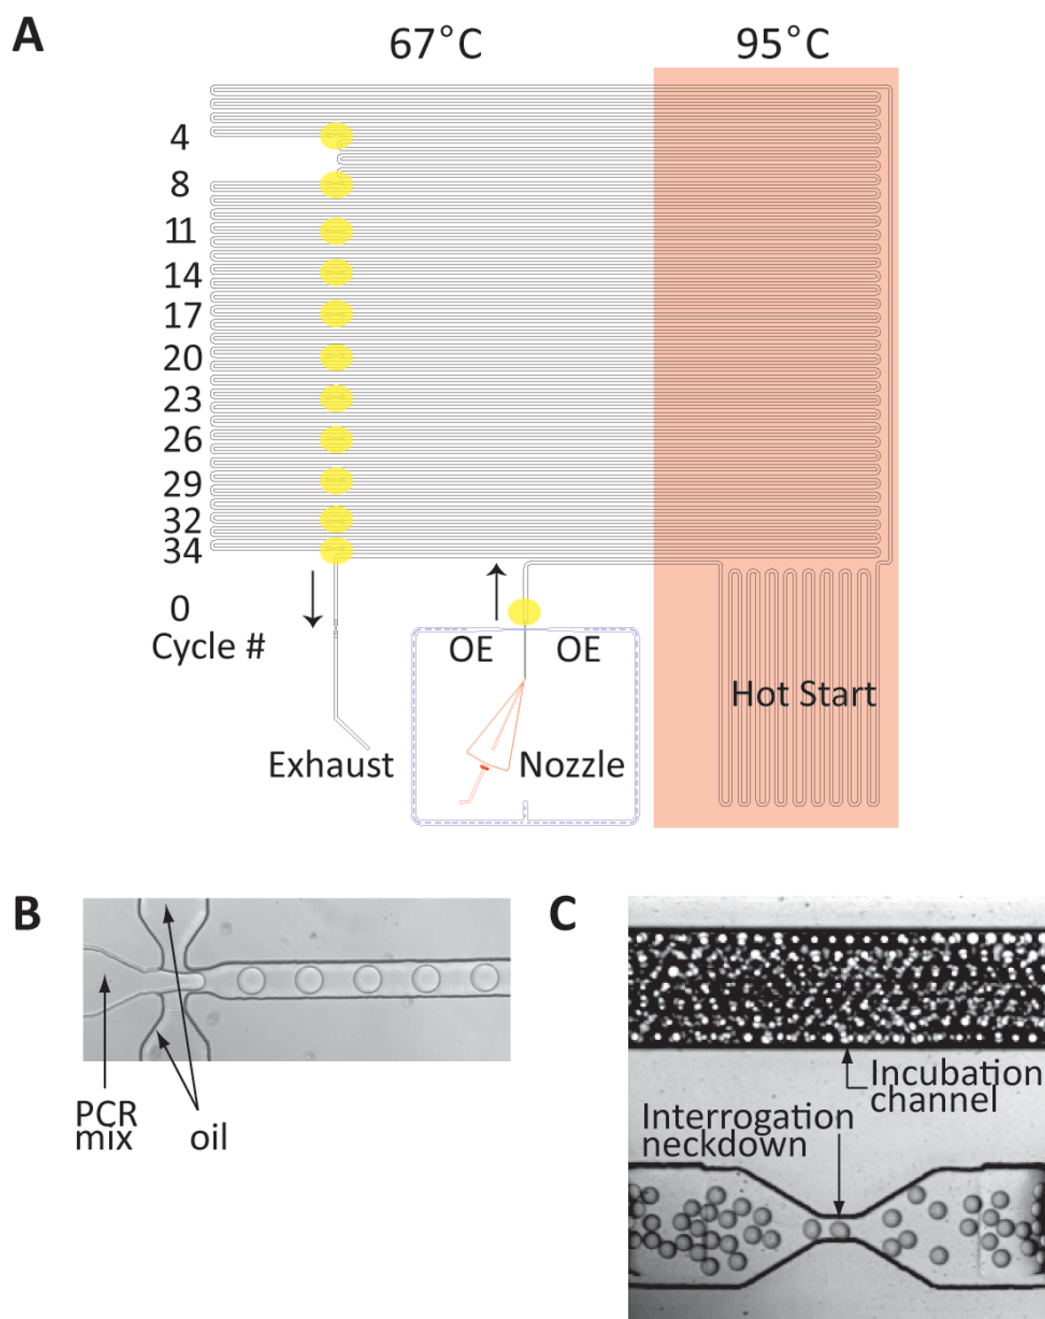 A
67°C
95°C
4
8
11
14
17
20
23
26
29
32
34
0
Cycle #
OE
OE
Hot Start
Exhaust
Nozzle
B
PCR
mix
oil
C
Incubation
channel
Interrogation
neckdown